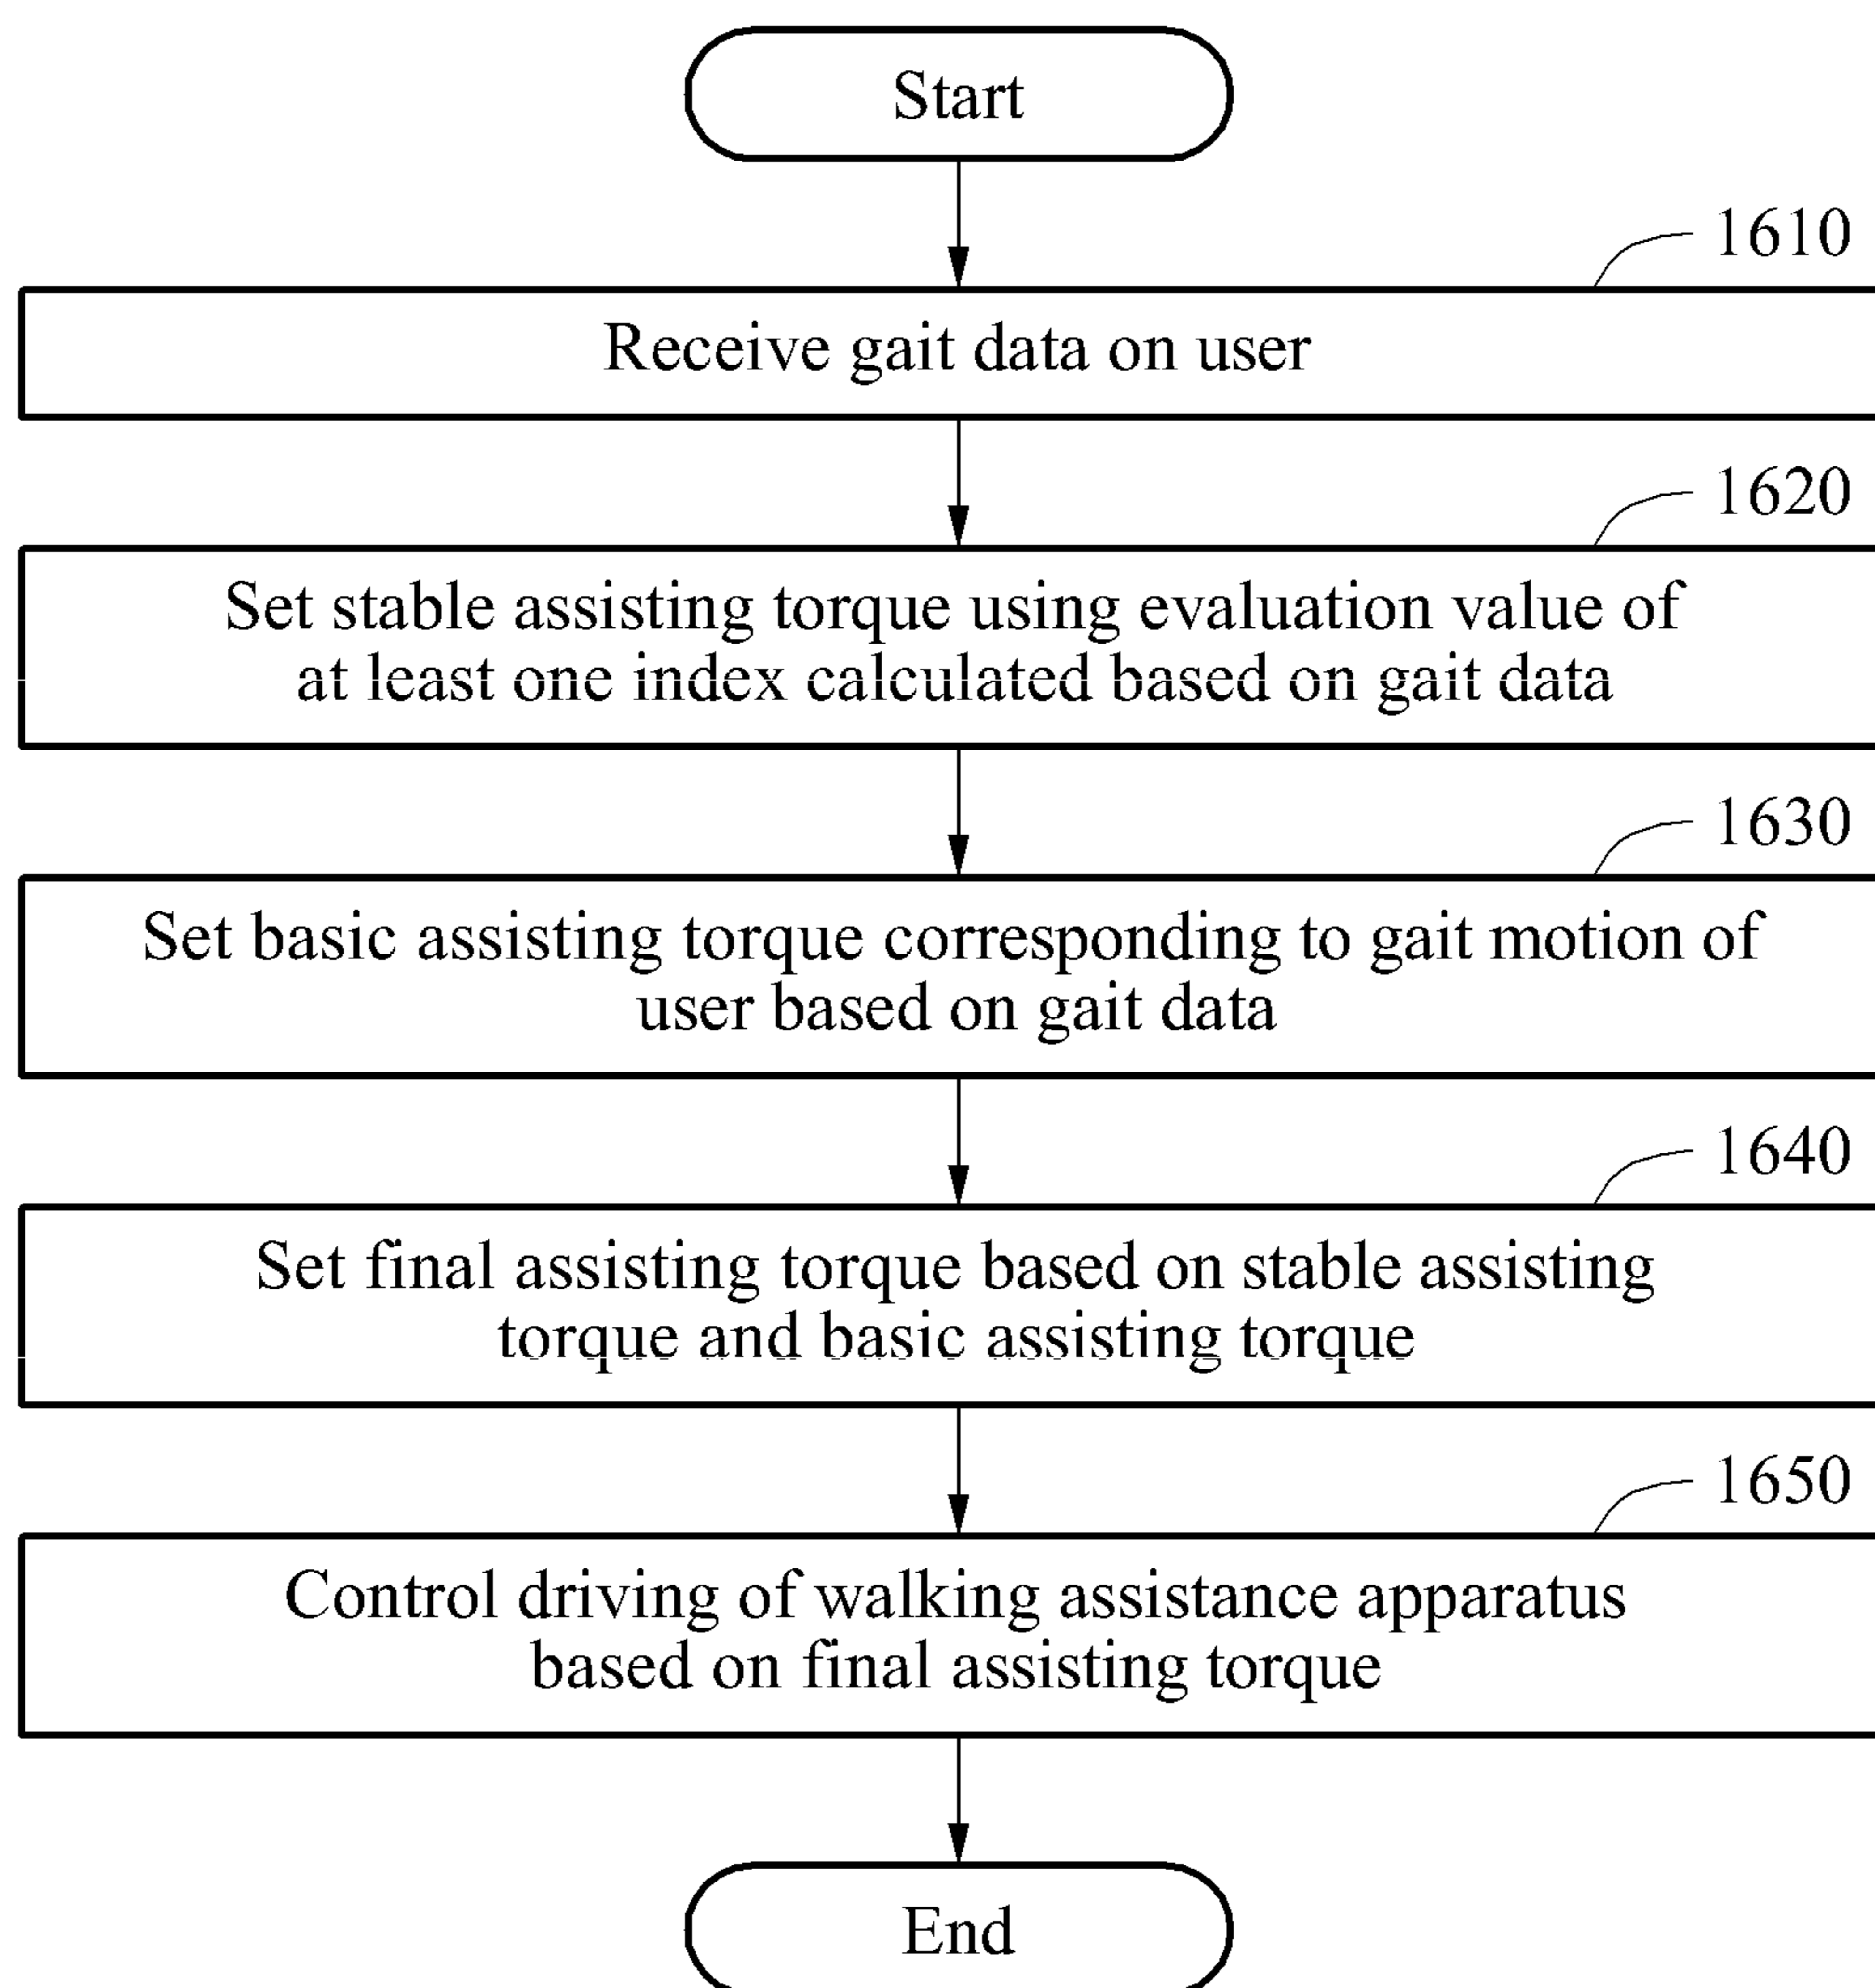 Start
1610
Receive gait data on user
1620
Set stable assisting torque using evaluation value of
at least one index calculated based on gait data
1630
Set basic assisting torque corresponding to gait motion of
user based on gait data
1640
Set final assisting torque based on stable assisting
torque and basic assisting torque
1650
Control driving of walking assistance apparatus
based on final assisting torque
End